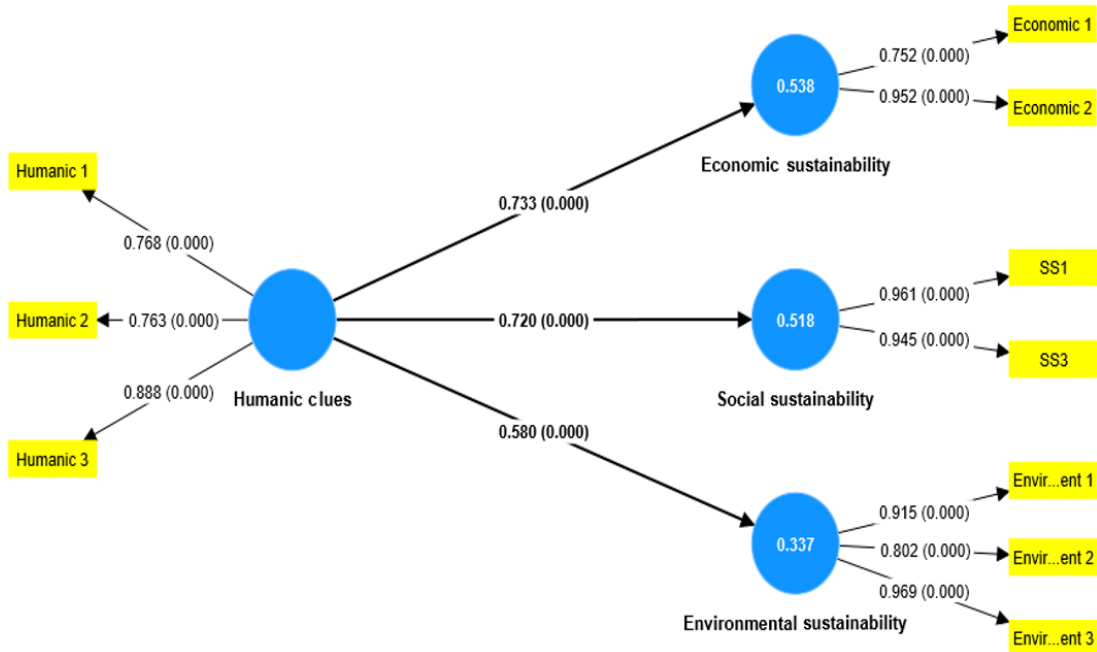 Economic 1
0.752 (0.000)
0.538
0.952 (0.000)
Economic 2
Economic sustainability
Humanic 1
0.733 (0.000)
0.768 (0.000)
SS1
0.961 (0.000)
Humanic 2
0.763 (0.000)
0.720 (0.000)
0.518
0.945 (0.000)
SS3
0.888 (0.000)
Humanic clues
Social sustainability
0.580 (0.000)
Humanic 3
Envir...ent 1
0.915 (0.000)
0.337
0.802 (0.000)
Envir...ent 2
0.969 (0.000)
Environmental sustainability
Envir...ent 3